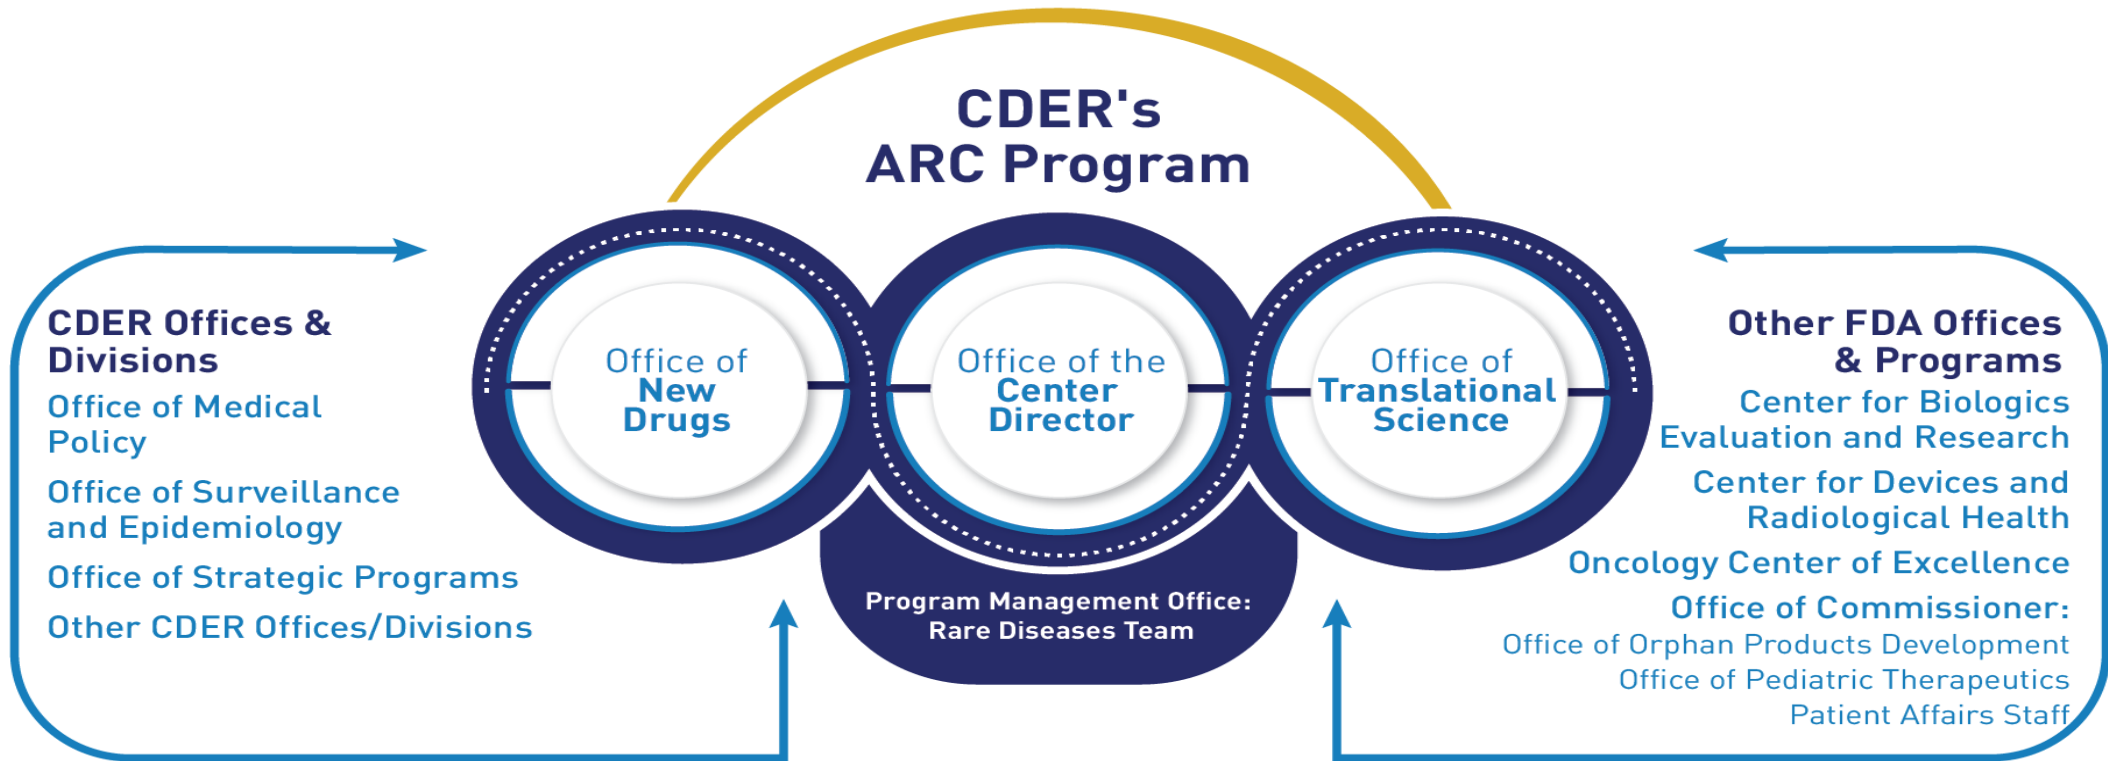 CDER's
ARC Program
CDER Offices &
Divisions
Office of Medical
Policy
Office of Surveillance
and Epidemiology
Office of Strategic Programs
Other CDER Offices/Divisions
Office of
New
Drugs
Office of the
Center
Director
Office of
Translational
Science
Program Management Office:
Rare Diseases Team
Other FDA Offices
& Programs
Center for Biologics
Evaluation and Research
Center for Devices and
Radiological Health
Oncology Center of Excellence
Office of Commissioner:
Office of Orphan Products Development
Office of Pediatric Therapeutics
Patient Affairs Staff